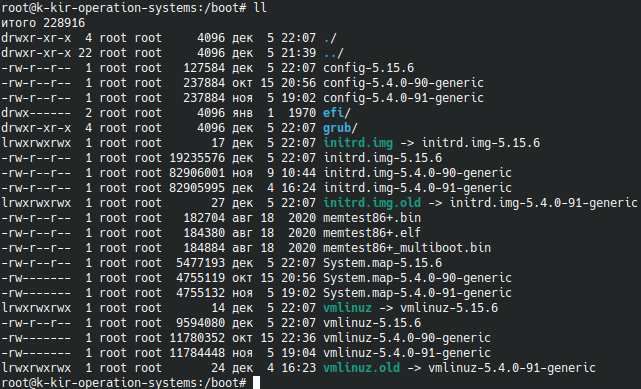 root@k-kir-operation-systems:/boot# ll
итого 228916
drwxr-xr-x  4 root root     4096 дек  5 22:07 ./
drwxr-xr-x 22 root root     4096 дек  5 21:39 ../
-rw-r--r--  1 root root   127584 дек  5 22:07 config-5.15.6
-rw-r--r--  1 root root   237884 окт 15 20:56 config-5.4.0-90-generic
-rw-r--r--  1 root root   237884 ноя  5 19:02 config-5.4.0-91-generic
drwx------  2 root root     4096 янв  1  1970 efi/
drwxr-xr-x  4 root root     4096 дек  5 22:07 grub/
lrwxrwxrwx  1 root root       17 дек  5 22:07 initrd.img -> initrd.img-5.15.6
-rw-r--r--  1 root root 19235576 дек  5 22:07 initrd.img-5.15.6
-rw-r--r--  1 root root 82906001 ноя  9 10:44 initrd.img-5.4.0-90-generic
-rw-r--r--  1 root root 82905995 дек  4 16:24 initrd.img-5.4.0-91-generic
lrwxrwxrwx  1 root root       27 дек  5 22:07 initrd.img.old -> initrd.img-5.4.0-91-generic
-rw-r--r--  1 root root   182704 авг 18  2020 memtest86+.bin
-rw-r--r--  1 root root   184380 авг 18  2020 memtest86+.elf
-rw-r--r--  1 root root   184884 авг 18  2020 memtest86+_multiboot.bin
-rw-r--r--  1 root root  5477193 дек  5 22:07 System.map-5.15.6
-rw-------  1 root root  4755119 окт 15 20:56 System.map-5.4.0-90-generic
-rw-------  1 root root  4755132 ноя  5 19:02 System.map-5.4.0-91-generic
lrwxrwxrwx  1 root root       14 дек  5 22:07 vmlinuz -> vmlinuz-5.15.6
-rw-r--r--  1 root root  9594080 дек  5 22:07 vmlinuz-5.15.6
-rw-------  1 root root 11780352 окт 15 22:36 vmlinuz-5.4.0-90-generic
-rw-------  1 root root 11784448 ноя  5 19:04 vmlinuz-5.4.0-91-generic
lrwxrwxrwx  1 root root       24 дек  4 16:23 vmlinuz.old -> vmlinuz-5.4.0-91-generic
root@k-kir-operation-systems:/boot#